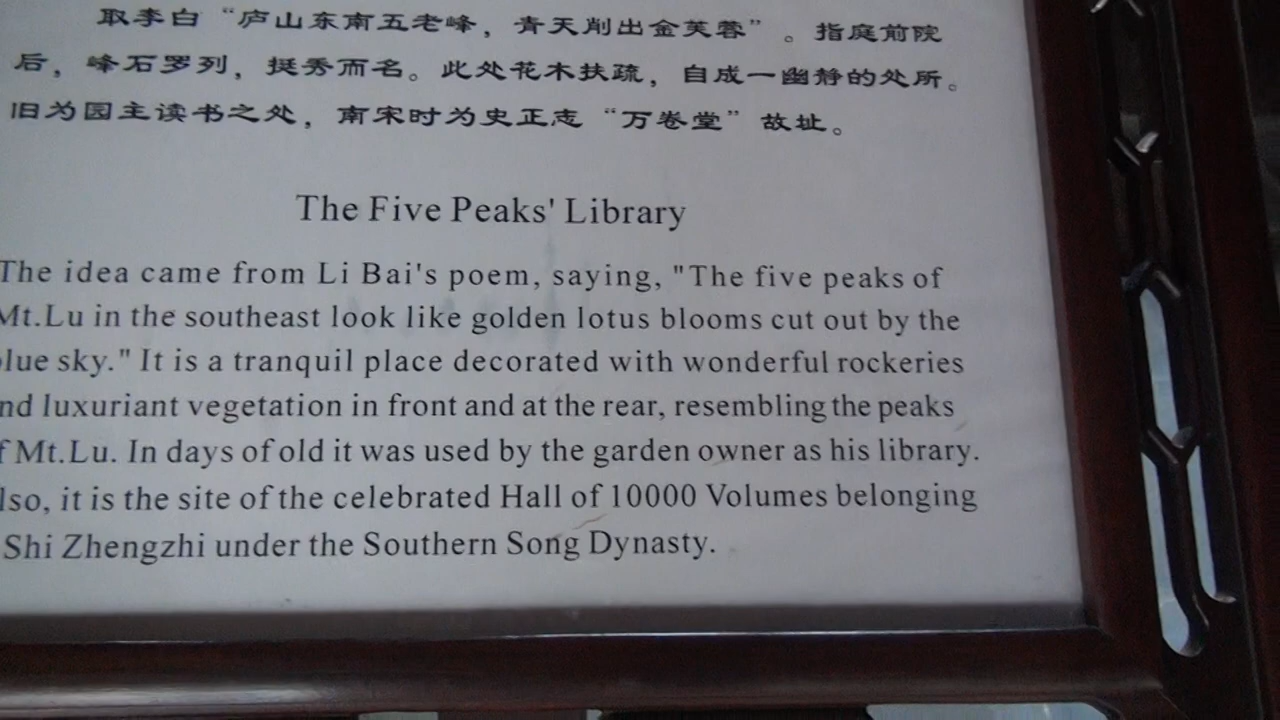 取李白“庐山东南五老峰，青天削出金芙蓉”。指庭前院
后，峰石罗列，挺秀而名。此处花木扶疏，自成一幽静的处所。
旧为园主读书之处，南宋时为史正志“万卷堂”故址。
The Five Peaks' Library
The idea came from Li Bai's poem, saying, "The five peaks of
Mt.Lu in the southeast look like golden lotus blooms cut out by the
lue sky." It is a tranquil place decorated with wonderful rockeries
nd luxuriant vegetation in front and at the rear, resembling the peaks
f Mt.Lu. In days of old it was used by the garden owner as his library.
lso, it is the site of the celebrated Hall of 10000 Volumes belonging
Shi Zhengzhi under the Southern Song Dynasty.